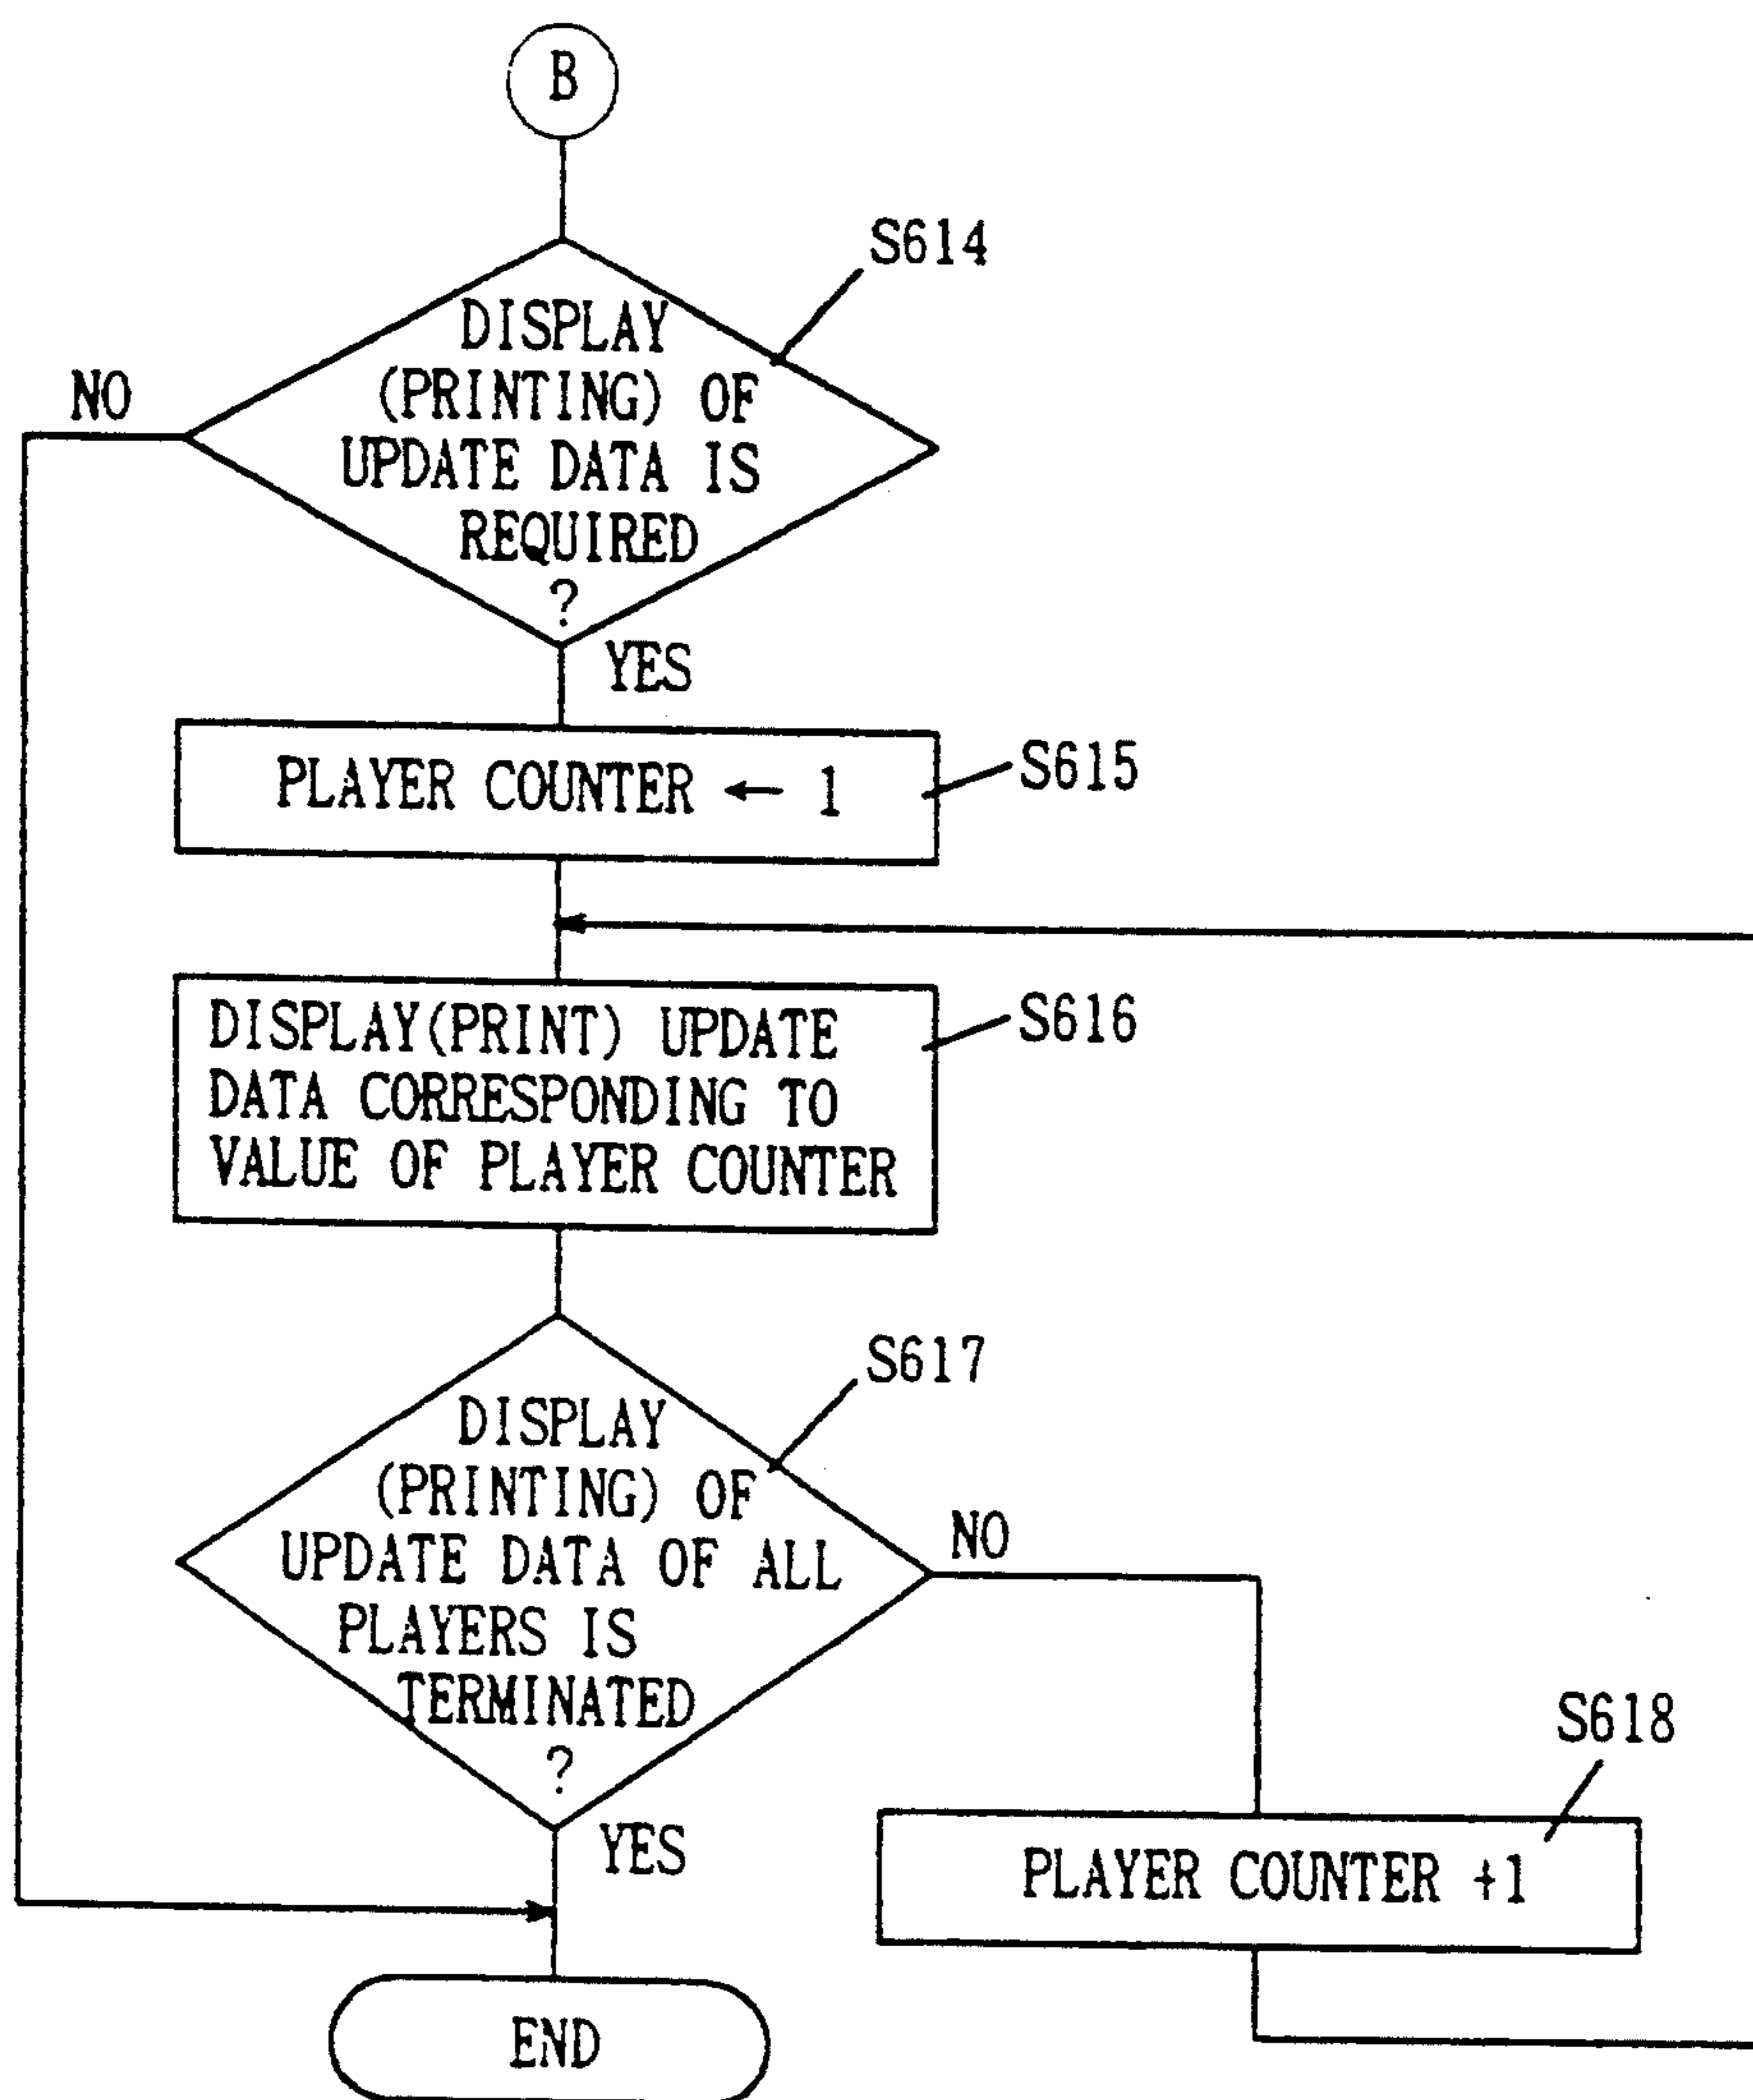 B
S614
DISPLAY
(PRINTING) OF
UPDATE DATA IS
REQUIRED
?
NO
YES
PLAYER COUNTER ← 1
S615
DISPLAY(PRINT) UPDATE
DATA CORRESPONDING TO
VALUE OF PLAYER COUNTER
S616
S617
DISPLAY
(PRINTING) OF
UPDATE DATA OF ALL
PLAYERS IS
TERMINATED
?
NO
YES
S618
PLAYER COUNTER +1
END